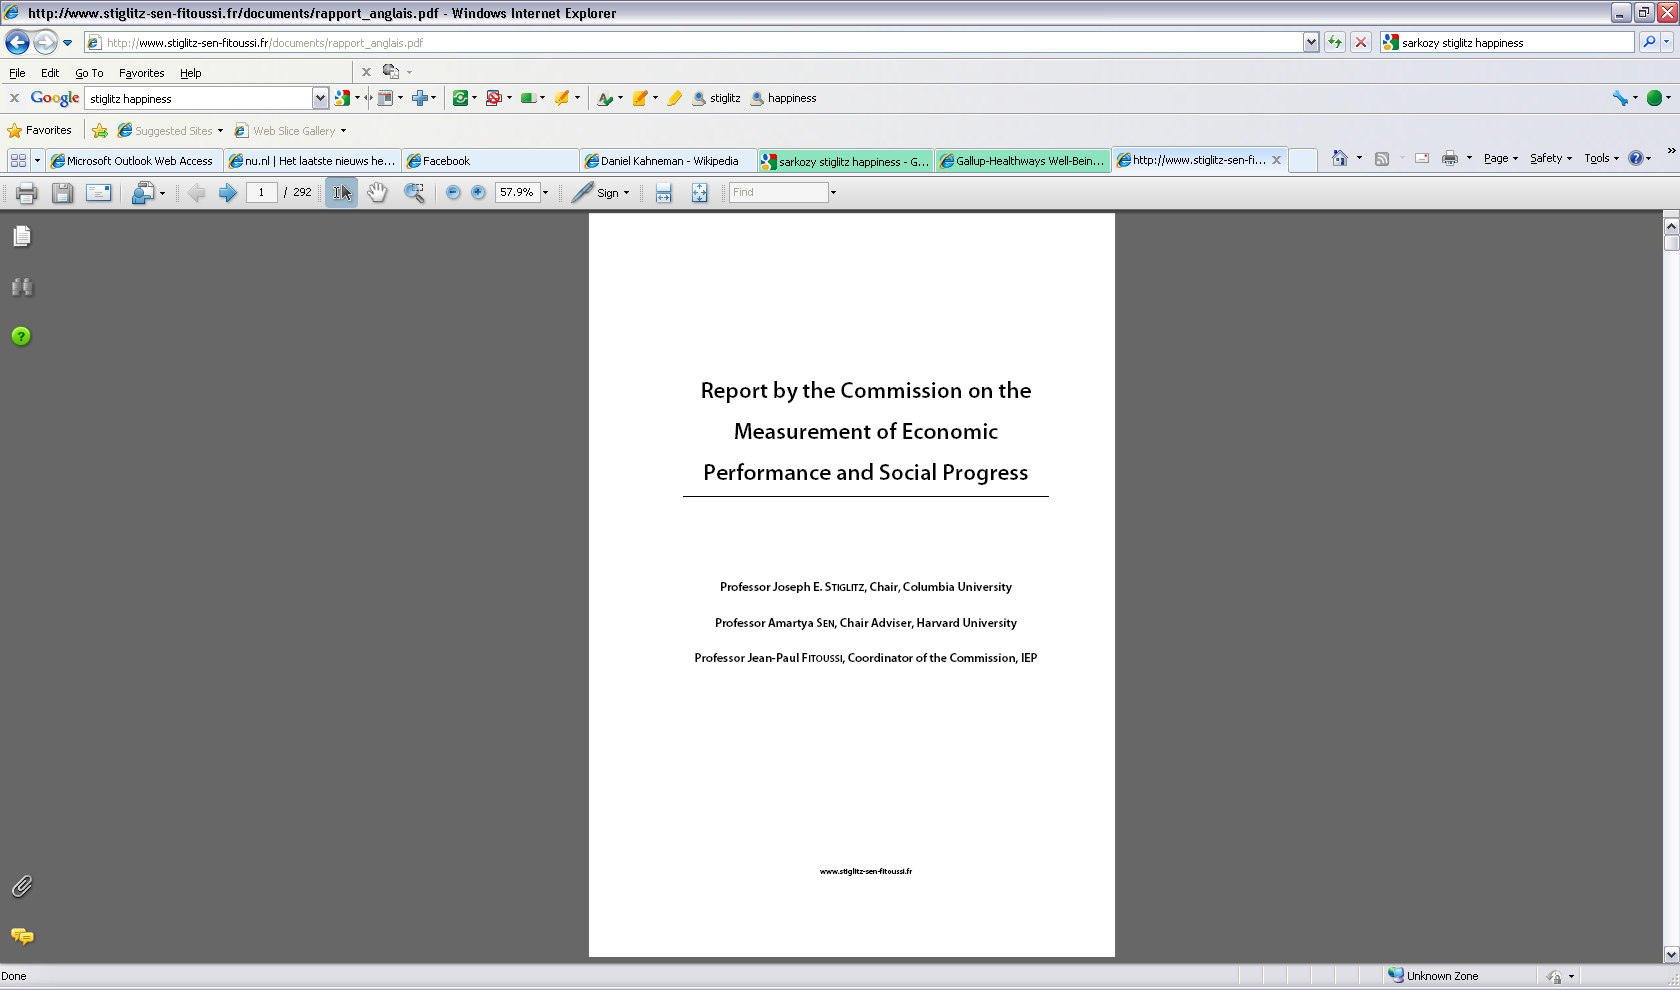 http://www.stiglitz-sen-fitoussi.fr/documents/rapport_anglais.pdf - Windows Internet Explorer
http://www.stiglitz-sen-fitoussi.fr/documents/rapport_anglais.pdf
sarkozy stiglitz happiness
File Edit Go To Favorites Help
Google stiglitz happiness stiglitz happiness
Favorites Suggested Sites Web Slice Gallery
Microsoft Outlook Web Access nu.nl | Het laatste nieuws he... Facebook Daniel Kahneman - Wikipedia sarkozy stiglitz happiness - G... Gallup-Healthways Well-Bein... http://www.stiglitz-sen-fi... Page Safety Tools
1 / 292 57.9% Sign Find
Report by the Commission on the
Measurement of Economic
Performance and Social Progress
Professor Joseph E. STIGLITZ, Chair, Columbia University
Professor Amartya SEN, Chair Adviser, Harvard University
Professor Jean-Paul FITOUSSI, Coordinator of the Commission, IEP
www.stiglitz-sen-fitoussi.fr
Done Unknown Zone